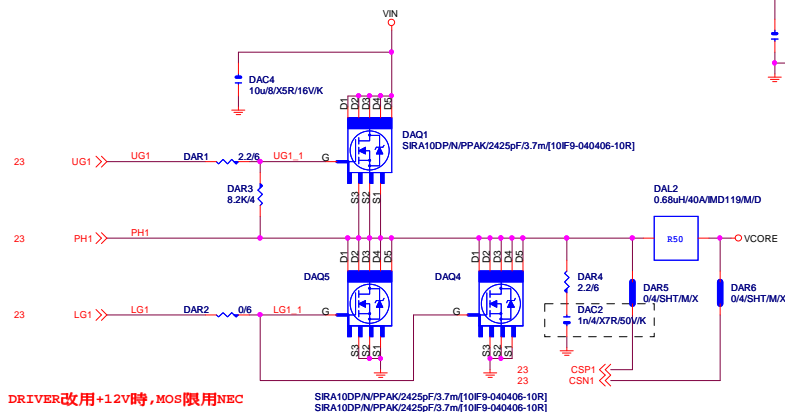 VIN
DAC4
10u/8/X5R/16V/K
D1
D2
D3
D4
D5
DAQ1
SIRA10DP/N/PPAK/2425pF/3.7m/[10IF9-040406-10R]
23
UG1
UG1
DAR1
2.2/6
UG1_1
G
DAR3
8.2K/4
S3
S2
S1
DAL2
0.68uH/40A/IMD119/M/D
23
PH1
PH1
R50
VCORE
D1
D2
D3
D4
D5
D1
D2
D3
D4
D5
DAQ5
DAQ4
DAR4
2.2/6
DAR5
0/4/SHT/M/X
DAR6
0/4/SHT/M/X
23
LG1
LG1
DAR2
0/6
LG1_1
G
G
DAC2
1n/4/X7R/50V/K
S3
S2
S1
S3
S2
S1
23
CSP1
23
CSN1
DRIVER改用+12V時,MOS限用NEC
SIRA10DP/N/PPAK/2425pF/3.7m/[10IF9-040406-10R]
SIRA10DP/N/PPAK/2425pF/3.7m/[10IF9-040406-10R]